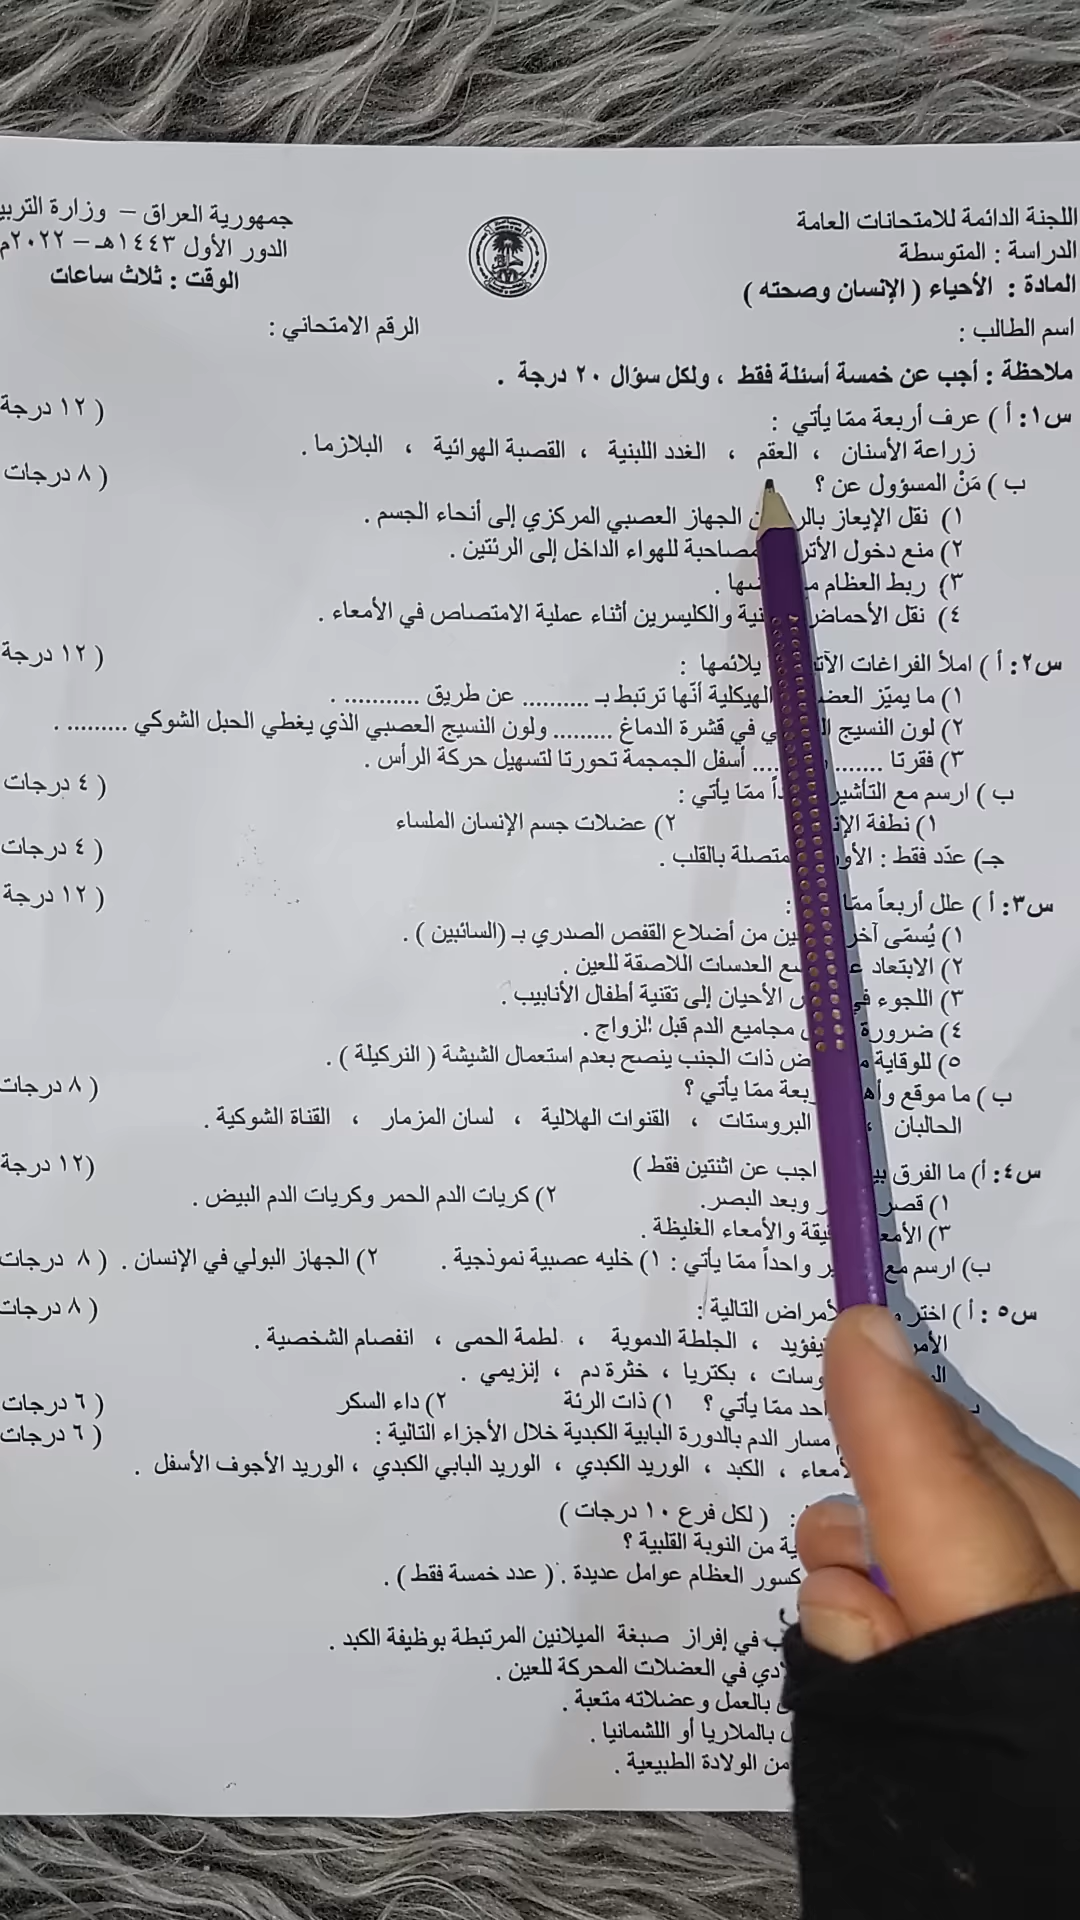 اللجنة الدائمة للامتحانات العامة
الدراسة : المتوسطة
المادة : الأحياء ( الإنسان وصحته )
جمهورية العراق – وزارة
الدور الأول ١٤٤٣هـ – ٢٠٢٢م
الوقت : ثلاث ساعات
اسم الطالب :
الرقم الامتحاني :
ملاحظة : أجب عن خمسة أسئلة فقط ، ولكل سؤال ٢٠ درجة .
س١: أ ) عرف أربعة ممّا يأتي : ( ١٢ درجة
زراعة الأسنان ، العقم ، الغدد اللبنية ، القصبة الهوائية ، البلازما .
ب ) مَنْ المسؤول عن ؟ ( ٨ درجات
١) نقل الإيعاز الجهاز العصبي المركزي إلى أنحاء الجسم .
٢) منع دخول للهواء الداخل إلى الرئتين .
٣) ربط العظام
٤) نقل الأحماض والكليسرين أثناء عملية الامتصاص في الأمعاء .
س٢: أ ) املأ الفراغات يلائمها : ( ١٢ درجة
١) ما يميّز الهيكلية أنّها ترتبط بـ .......... عن طريق ........... .
٢) لون النسيج في قشرة الدماغ ......... ولون النسيج العصبي الذي يغطي الحبل الشوكي ......... .
٣) فقرتا ....... أسفل الجمجمة تحورتا لتسهيل حركة الرأس .
ب ) ارسم مع التأشير ممّا يأتي : ( ٤ درجات
١) نطفة ٢) عضلات جسم الإنسان الملساء
جـ) عدّد فقط : بالقلب . ( ٤ درجات
س٣: أ ) علل أربعاً : ( ١٢ درجة
١) يُسمّى من أضلاع القفص الصدري بـ (السائبين ) .
٢) الابتعاد العدسات اللاصقة للعين .
٣) اللجوء الأحيان إلى تقنية أطفال الأنابيب .
٤) ضرورة مجاميع الدم قبل الزواج .
٥) للوقاية ذات الجنب ينصح بعدم استعمال الشيشة ( النركيلة ) .
ب ) ما موقع ممّا يأتي ؟ ( ٨ درجات
الحالبان ، البروستات ، القنوات الهلالية ، لسان المزمار ، القناة الشوكية .
س٤: أ) ما الفرق اجب عن اثنتين فقط ) (١٢ درجة
١) قصر وبعد البصر. ٢) كريات الدم الحمر وكريات الدم البيض .
٣) والأمعاء الغليظة .
ب) ارسم واحداً ممّا يأتي : ١) خليه عصبية نموذجية . ٢) الجهاز البولي في الإنسان . ( ٨ درجات
س٥ : أ ) اختر التالية : ( ٨ درجات
، الجلطة الدموية ، لطمة الحمى ، انفصام الشخصية .
، بكتريا ، خثرة دم ، إنزيمي .
ممّا يأتي ؟ ١) ذات الرئة ٢) داء السكر ( ٦ درجات
مسار الدم بالدورة البابية الكبدية خلال الأجزاء التالية : ( ٦ درجات
، الكبد ، الوريد الكبدي ، الوريد البابي الكبدي ، الوريد الأجوف الأسفل .
: ( لكل فرع ١٠ درجات )
من النوبة القلبية ؟
كسور العظام عوامل عديدة . ( عدد خمسة فقط ) .
في إفراز صبغة الميلانين المرتبطة بوظيفة الكبد .
في العضلات المحركة للعين .
بالعمل وعضلاته متعبة .
بالملاريا أو اللشمانيا .
من الولادة الطبيعية .